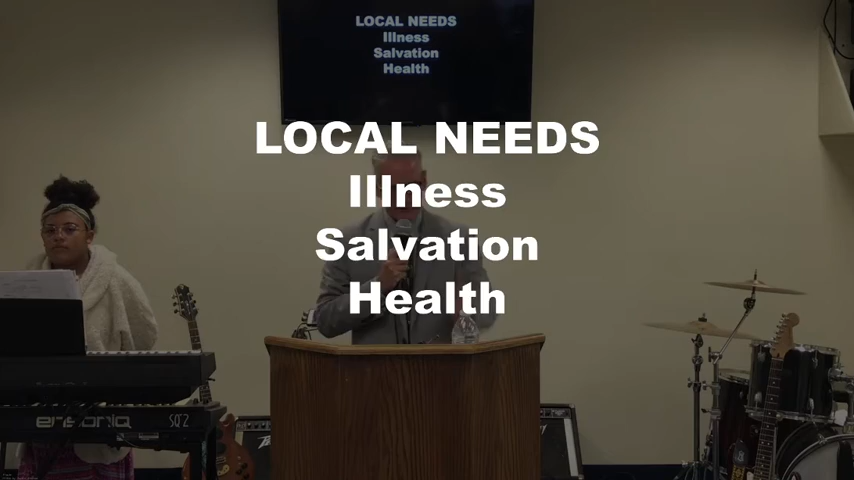 LOCAL NEEDS
Illness
Salvation
Health
LOCAL NEEDS
Illness
Salvation
Health
ensoniq SQ2